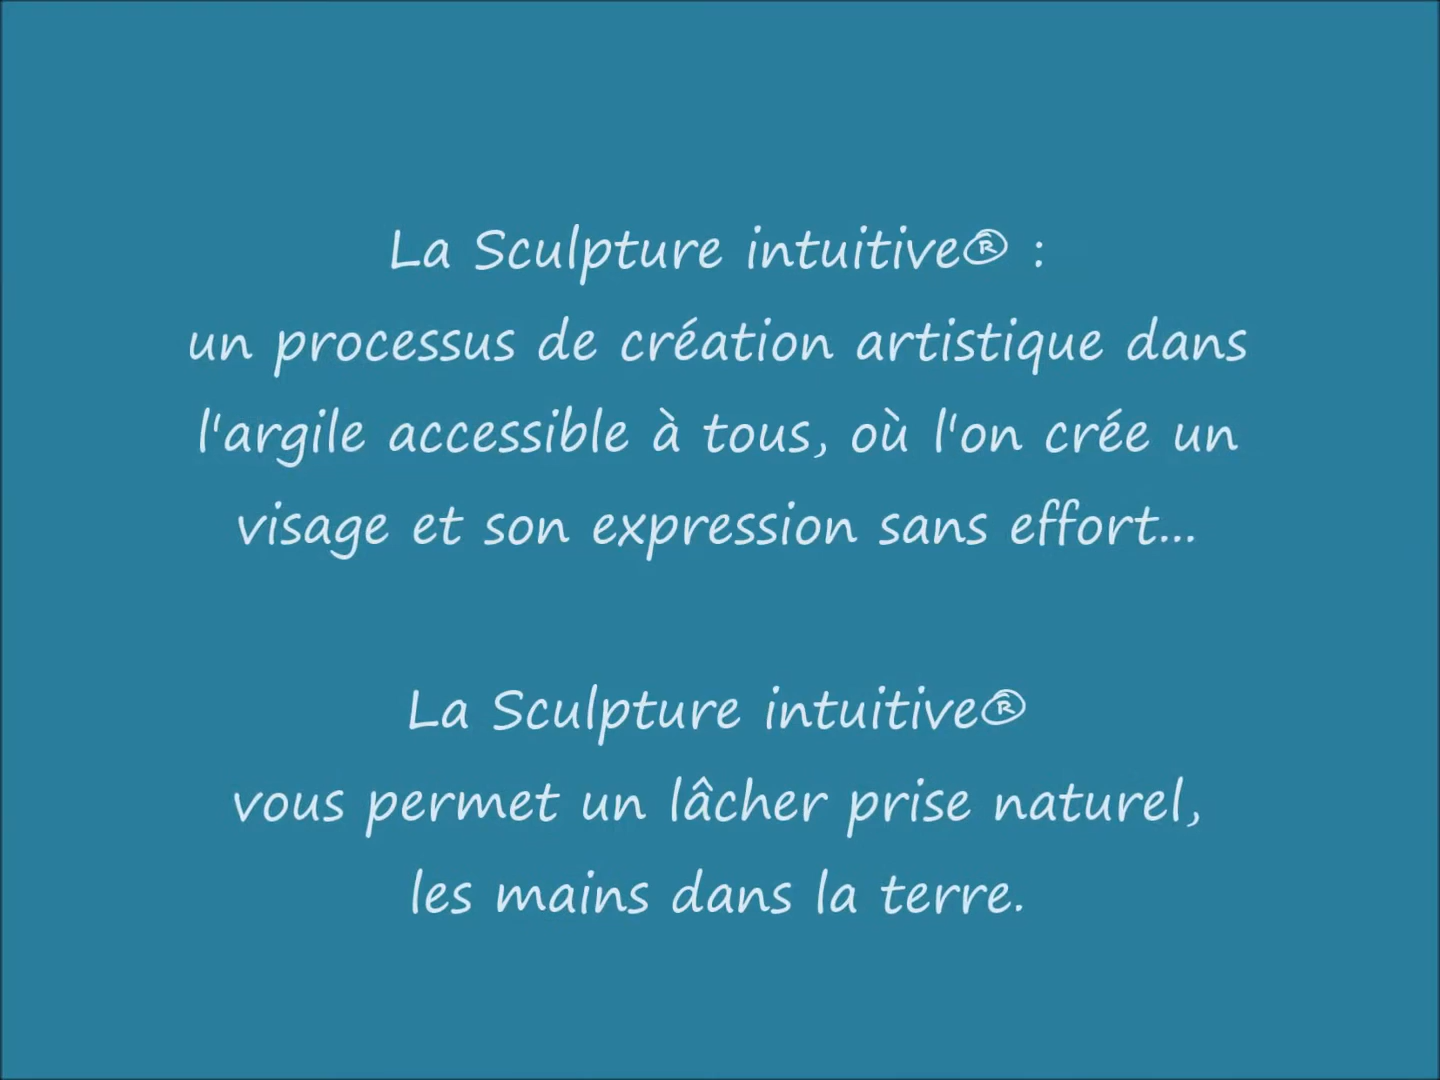 La Sculpture intuitive® :
un processus de création artistique dans
l'argile accessible à tous, où l'on crée un
visage et son expression sans effort...
La Sculpture intuitive®
vous permet un lâcher prise naturel,
les mains dans la terre.